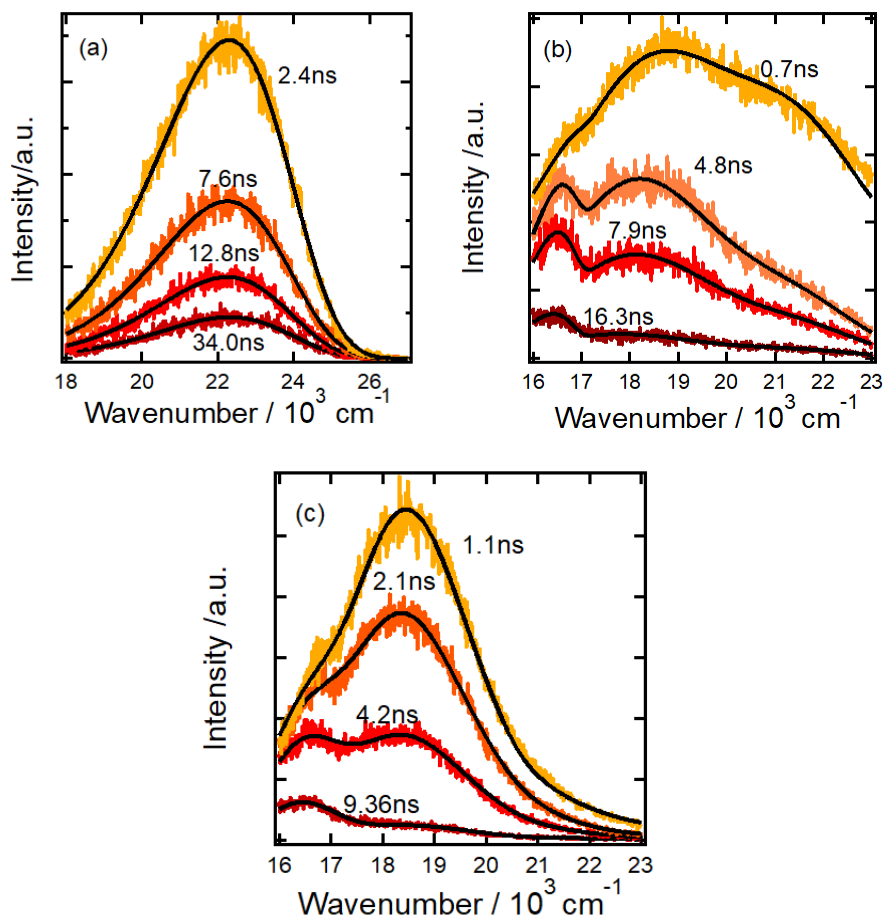 (a)
2.4ns
7.6ns
12.8ns
34.0ns
Intensity/a.u.
18 20 22 24 26
Wavenumber / 10³ cm⁻¹
(b)
0.7ns
4.8ns
7.9ns
16.3ns
Intensity /a.u.
16 17 18 19 20 21 22 23
Wavenumber / 10³ cm⁻¹
(c)
1.1ns
2.1ns
4.2ns
9.36ns
Intensity /a.u.
16 17 18 19 20 21 22 23
Wavenumber / 10³ cm⁻¹